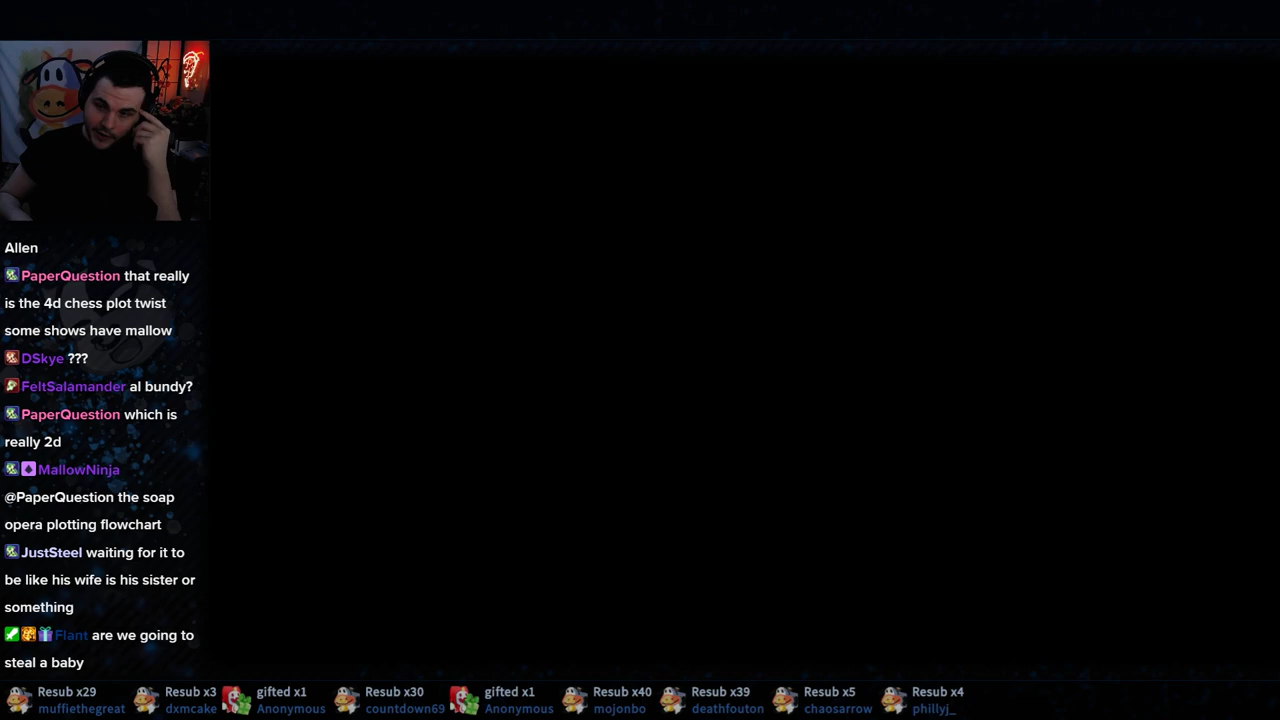 Allen
PaperQuestion that really
is the 4d chess plot twist
some shows have mallow
DSkye ???
FeltSalamander al bundy?
PaperQuestion which is
really 2d
MallowNinja
@PaperQuestion the soap
opera plotting flowchart
JustSteel waiting for it to
be like his wife is his sister or
something
Flant are we going to
steal a baby
Resub x29
muffiethegreat
Resub x3
dxmcake
gifted x1
Anonymous
Resub x30
countdown69
gifted x1
Anonymous
Resub x40
mojonbo
Resub x39
deathfouton
Resub x5
chaosarrow
Resub x4
phillyj_